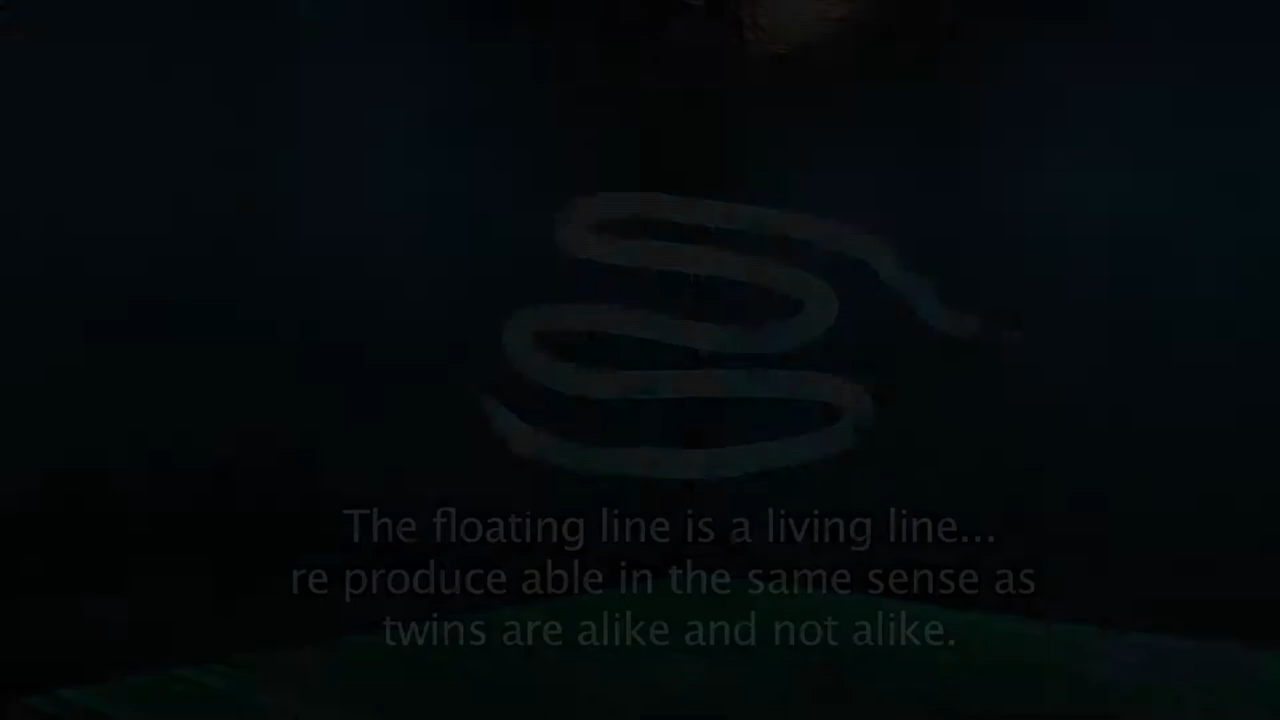 The floating line is a living line...
re produce able in the same sense as
twins are alike and not alike.